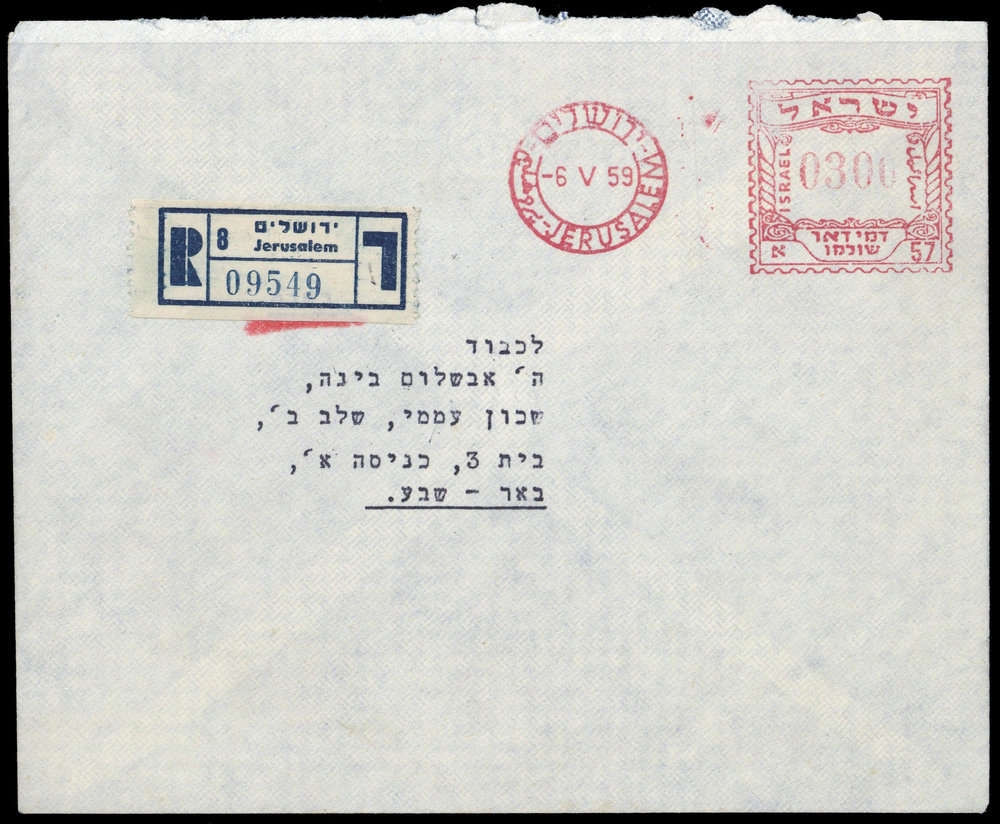 ירושלים
JERUSALEM
-6 V 59
ישראל
ISRAEL
0300
اسرائيل
דמי דאר
שולמו
א
57
R
8
ירושלים
Jerusalem
09549
ר
לכבוד
ה' אבשלום בינה,
שכון עממי, שלב ב',
בית 3, כניסה א',
באר - שבע.